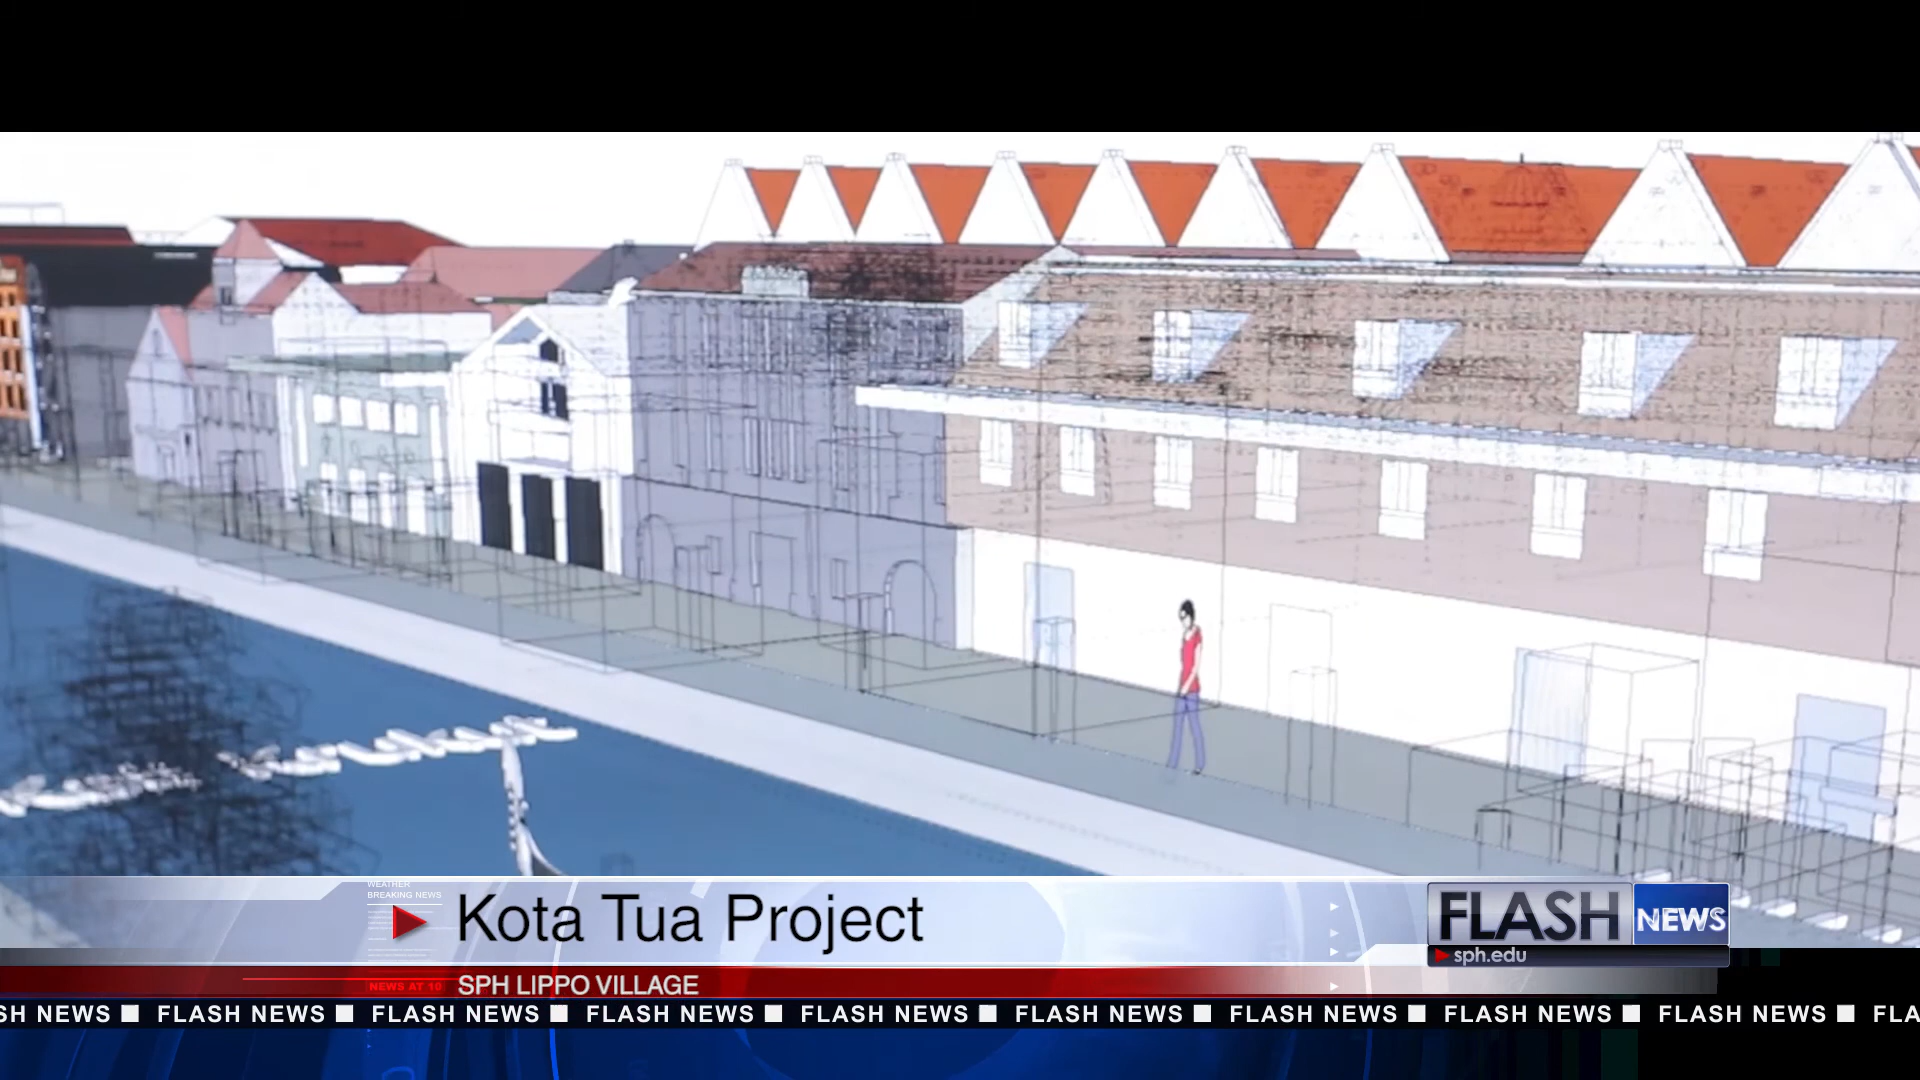 WEATHER
BREAKING NEWS
Kota Tua Project
FLASH NEWS
sph.edu
NEWS AT 10
SPH LIPPO VILLAGE
SH NEWS ■ FLASH NEWS ■ FLASH NEWS ■ FLASH NEWS ■ FLASH NEWS ■ FLASH NEWS ■ FLASH NEWS ■ FLASH NEWS ■ FLA